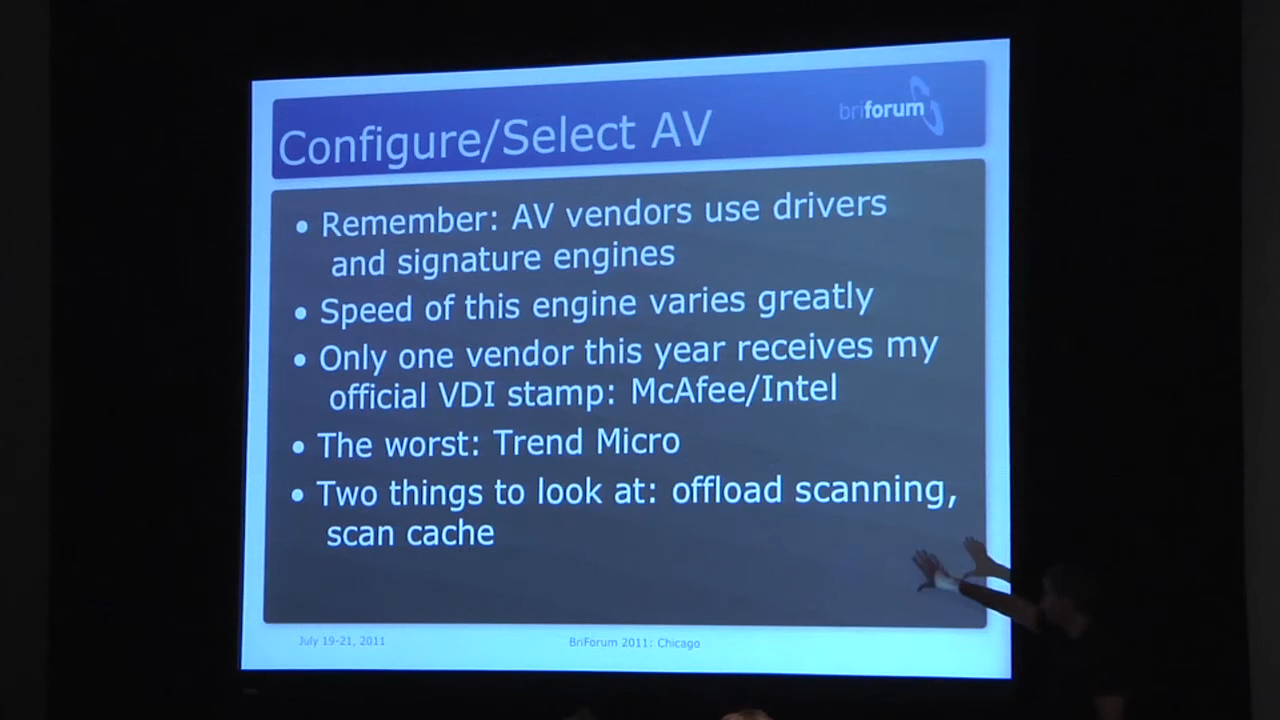 briforum
Configure/Select AV
• Remember: AV vendors use drivers
and signature engines
• Speed of this engine varies greatly
• Only one vendor this year receives my
official VDI stamp: McAfee/Intel
• The worst: Trend Micro
• Two things to look at: offload scanning,
scan cache
July 19-21, 2011
BriForum 2011: Chicago